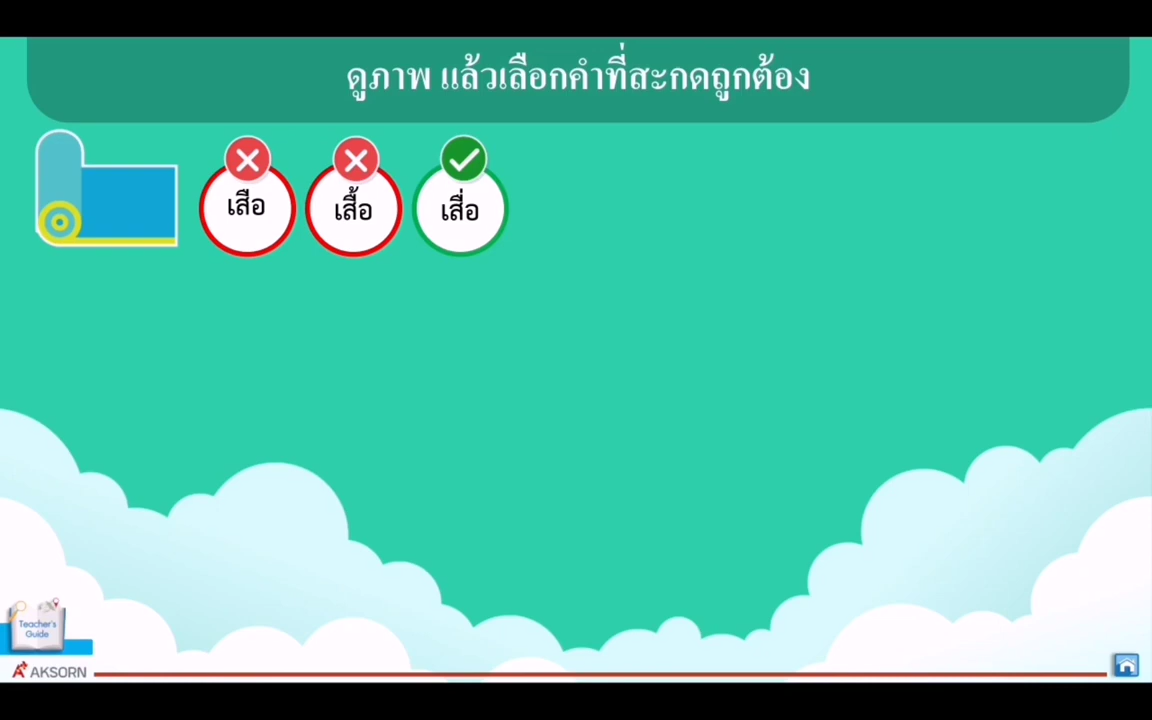 ดูภาพ แล้วเลือกคำที่สะกดถูกต้อง
เสือ เสื้อ เสื่อ
Teacher's
Guide
AKSORN